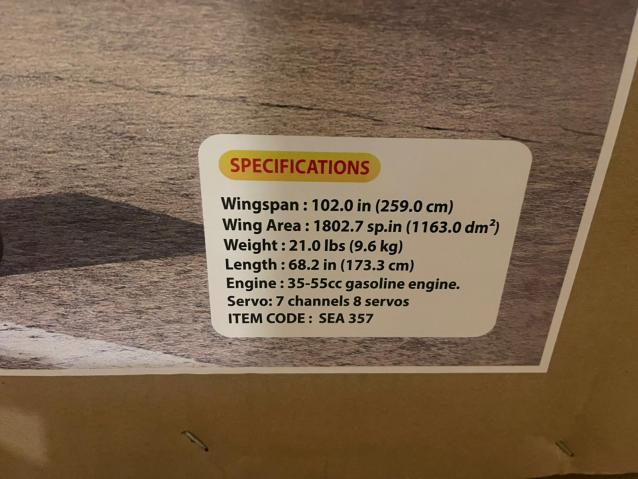 SPECIFICATIONS
Wingspan : 102.0 in (259.0 cm)
Wing Area : 1802.7 sp.in (1163.0 dm²)
Weight : 21.0 lbs (9.6 kg)
Length : 68.2 in (173.3 cm)
Engine : 35-55cc gasoline engine.
Servo: 7 channels 8 servos
ITEM CODE : SEA 357